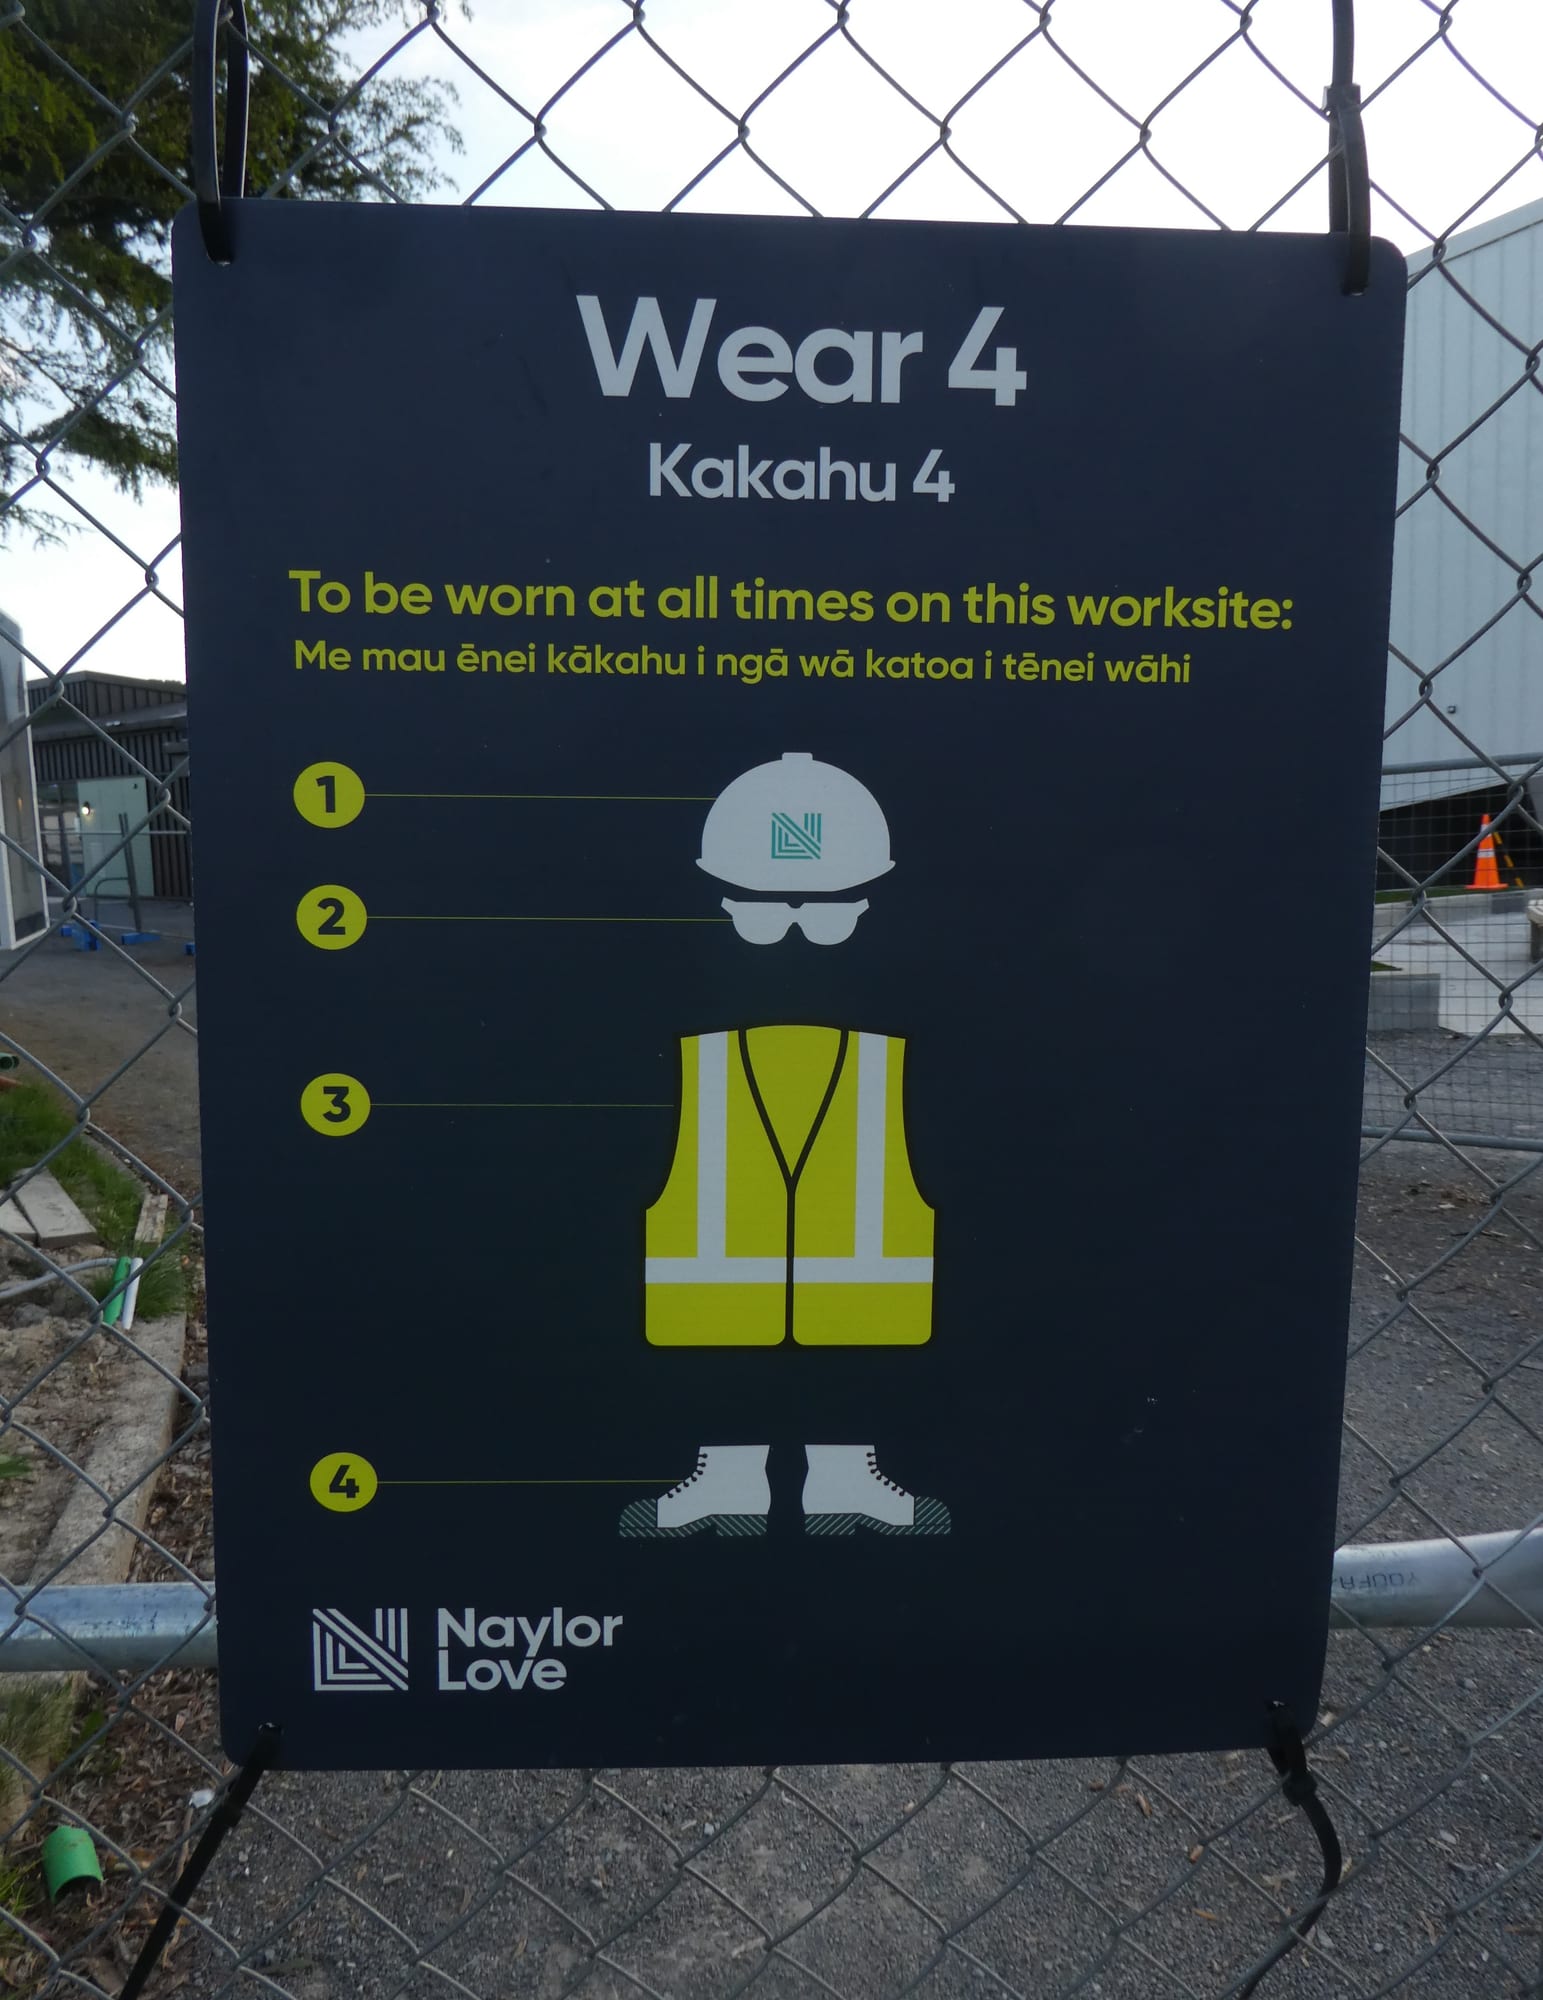 Wear 4
Kakahu 4
To be worn at all times on this worksite:
Me mau ēnei kākahu i ngā wā katoa i tēnei wāhi
1
2
3
4
Naylor
Love